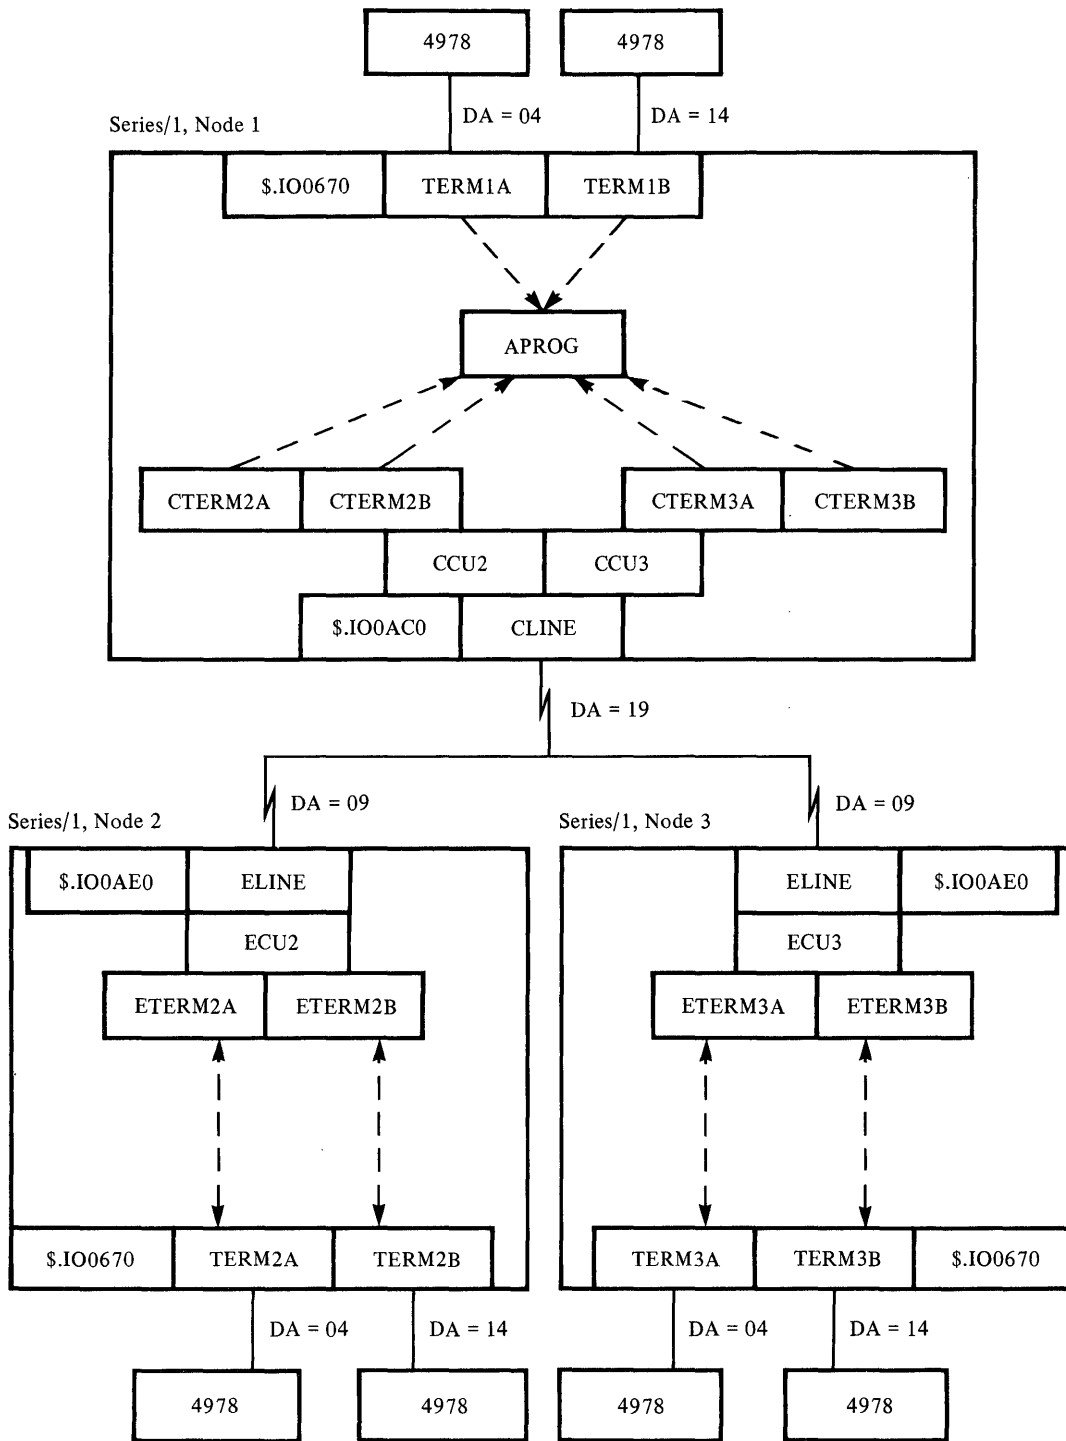 4978 4978
DA = 04 DA = 14
Series/1, Node 1
$.IO0670 TERM1A TERM1B
APROG
CTERM2A CTERM2B CTERM3A CTERM3B
CCU2 CCU3
$.IO0AC0 CLINE
DA = 19
DA = 09 DA = 09
Series/1, Node 2 Series/1, Node 3
$.IO0AE0 ELINE ELINE $.IO0AE0
ECU2 ECU3
ETERM2A ETERM2B ETERM3A ETERM3B
$.IO0670 TERM2A TERM2B TERM3A TERM3B $.IO0670
DA = 04 DA = 14 DA = 04 DA = 14
4978 4978 4978 4978